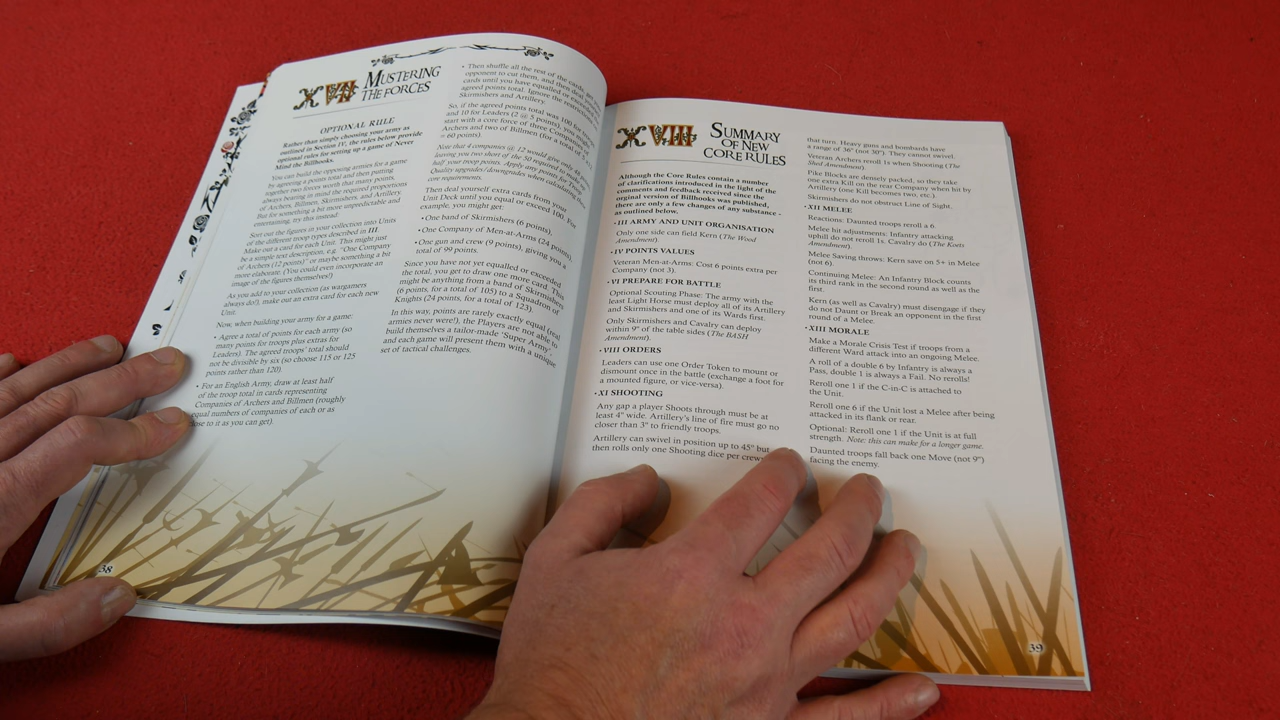 XVII MUSTERING
THE FORCES
OPTIONAL RULE
Rather than simply choosing your army as
outlined in Section IV, the rules below provide
optional rules for setting up a game of Never
Mind the Billhooks.
You can build the opposing armies for a game
by agreeing a points total and then putting
together two forces worth that many points,
always bearing in mind the required proportions
of Archers, Billmen, Skirmishers, and Artillery.
But for something a bit more unpredictable and
entertaining, try this instead:
Sort out the figures in your collection into Units
of the different troop types described in III.
Make out a card for each Unit. This might just
be a simple text description, e.g. "One Company
of Archers (12 points)" or maybe something a bit
more elaborate. (You could even incorporate an
image of the figures themselves!)
As you add to your collection (as wargamers
always do!), make out an extra card for each new
Unit.
Now, when building your army for a game:
• Agree a total of points for each army (so
many points for troops plus extras for
Leaders). The agreed troops' total should
not be divisible by six (so choose 115 or 125
points rather than 120).
• For an English Army, draw at least half
of the troop total in cards representing
Companies of Archers and Billmen (roughly
equal numbers of companies of each or as
close to it as you can get).
• Then shuffle all the rest of the cards, get your
opponent to cut them, and then deal
cards until you have equalled or exceeded
agreed points total. Ignore the restrictions
Skirmishers and Artillery.
So, if the agreed points total was 100 for troops
and 10 for Leaders (2 @ 5 points), you
start with a core force of three Companies
Archers and two of Billmen (for a total of 5 x 12
= 60 points).
Note that 4 companies @ 12 would give only 48
leaving you two short of the 50 required to
half your troop points. Apply any points for Troop
Quality upgrades/downgrades when calculating these
core requirements.
Then deal yourself extra cards from your
Unit Deck until you equal or exceed 100. For
example, you might get:
•One band of Skirmishers (6 points),
•One Company of Men-at-Arms (24 points),
•One gun and crew (9 points), giving you a
total of 99 points.
Since you have not yet equalled or exceeded
the total, you get to draw one more card. This
might be anything from a band of Skirmishers
(6 points, for a total of 105) to a Squadron of
Knights (24 points, for a total of 123).
In this way, points are rarely exactly equal (real
armies never were!), the Players are not able to
build themselves a tailor-made 'Super Army'
and each game will present them with a unique
set of tactical challenges.
38
XVIII SUMMARY
OF NEW
CORE RULES
Although the Core Rules contain a number
of clarifications introduced in the light of the
comments and feedback received since the
orginal version of Billhooks was published,
there are only a few changes of any substance -
as outlined below.
•III ARMY AND UNIT ORGANISATION
Only one side can field Kern (The Wood
Amendment).
•IV POINTS VALUES
Veteran Men-at-Arms: Cost 6 points extra per
Company (not 3).
•VI PREPARE FOR BATTLE
Optional Scouting Phase: The army with the
least Light Horse must deploy all of its Artillery
and Skirmishers and one of its Wards first.
Only Skirmishers and Cavalry can deploy
within 9" of the table sides (The BASH
Amendment).
•VIII ORDERS
Leaders can use one Order Token to mount or
dismount once in the battle (exchange a foot for
a mounted figure, or vice-versa).
•XI SHOOTING
Any gap a player Shoots through must be at
least 4" wide. Artillery's line of fire must go no
closer than 3" to friendly troops.
Artillery can swivel in position up to 45° but
then rolls only one Shooting dice per crew
that turn. Heavy guns and bombards have
a range of 36" (not 30"). They cannot swivel.
Veteran Archers reroll 1s when Shooting (The
Shed Amendment).
Pike Blocks are densely packed, so they take
one extra Kill on the rear Company when hit by
Artillery (one Kill becomes two, etc.).
Skirmishers do not obstruct Line of Sight.
•XII MELEE
Reactions: Daunted troops reroll a 6.
Melee hit adjustments: Infantry attacking
uphill do not reroll 1s. Cavalry do (The Koets
Amendment).
Melee Saving throws: Kern save on 5+ in Melee
(not 6).
Continuing Melee: An Infantry Block counts
its third rank in the second round as well as the
first.
Kern (as well as Cavalry) must disengage if they
do not Daunt or Break an opponent in the first
round of a Melee.
•XIII MORALE
Make a Morale Crisis Test if troops from a
different Ward attack into an ongoing Melee.
A roll of a double 6 by Infantry is always a
Pass, double 1 is always a Fail. No rerolls!
Reroll one 1 if the C-in-C is attached to
the Unit.
Reroll one 6 if the Unit lost a Melee after being
attacked in its flank or rear.
Optional: Reroll one 1 if the Unit is at full
strength. Note: this can make for a longer game.
Daunted troops fall back one Move (not 9")
facing the enemy.
39